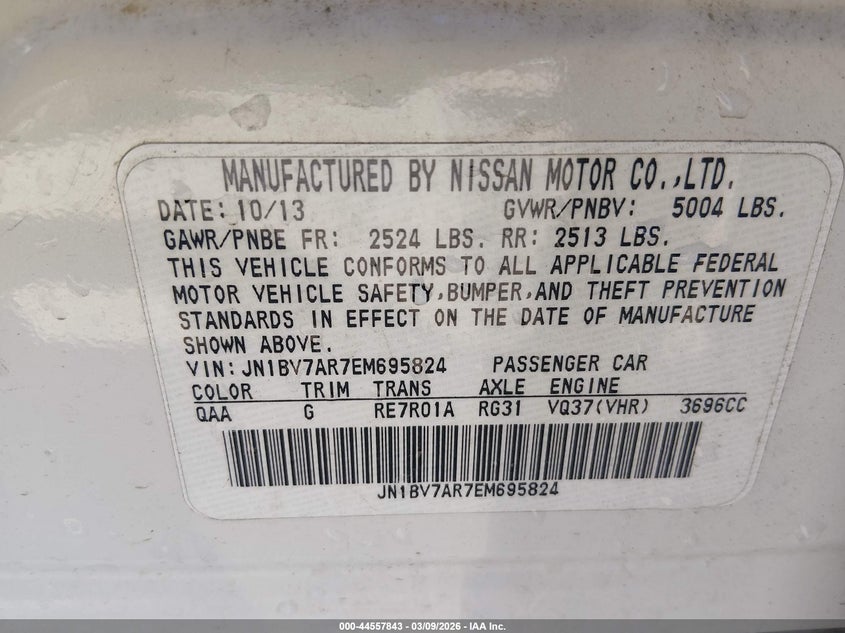 MANUFACTURED BY NISSAN MOTOR CO.,LTD.
DATE: 10/13 GVWR/PNBV: 5004 LBS.
GAWR/PNBE FR: 2524 LBS. RR: 2513 LBS.
THIS VEHICLE CONFORMS TO ALL APPLICABLE FEDERAL
MOTOR VEHICLE SAFETY,BUMPER,AND THEFT PREVENTION
STANDARDS IN EFFECT ON THE DATE OF MANUFACTURE
SHOWN ABOVE.
VIN: JN1BV7AR7EM695824 PASSENGER CAR
COLOR TRIM TRANS AXLE ENGINE
QAA G RE7R01A RG31 VQ37(VHR) 3696CC
JN1BV7AR7EM695824
000-44557843 - 03/09/2026 - IAA Inc.